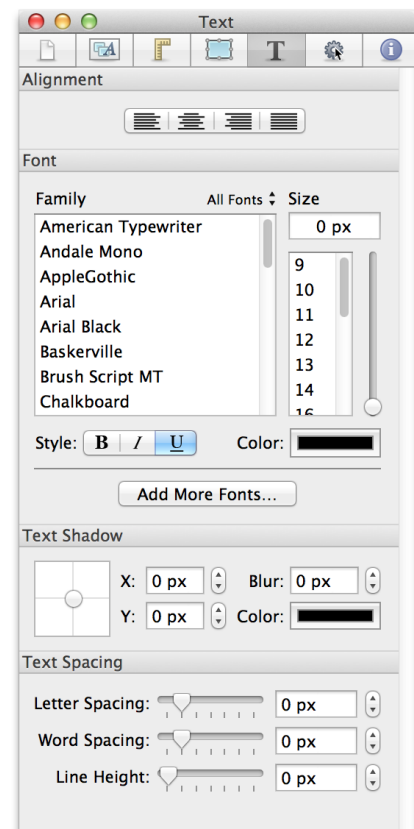 Text
T
Alignment
Font
Family All Fonts Size
0 px
American Typewriter
Andale Mono
AppleGothic
Arial
Arial Black
Baskerville
Brush Script MT
Chalkboard
9
10
11
12
13
14
16
Style: B I U Color:
Add More Fonts...
Text Shadow
X: 0 px Blur: 0 px
Y: 0 px Color:
Text Spacing
Letter Spacing: 0 px
Word Spacing: 0 px
Line Height: 0 px